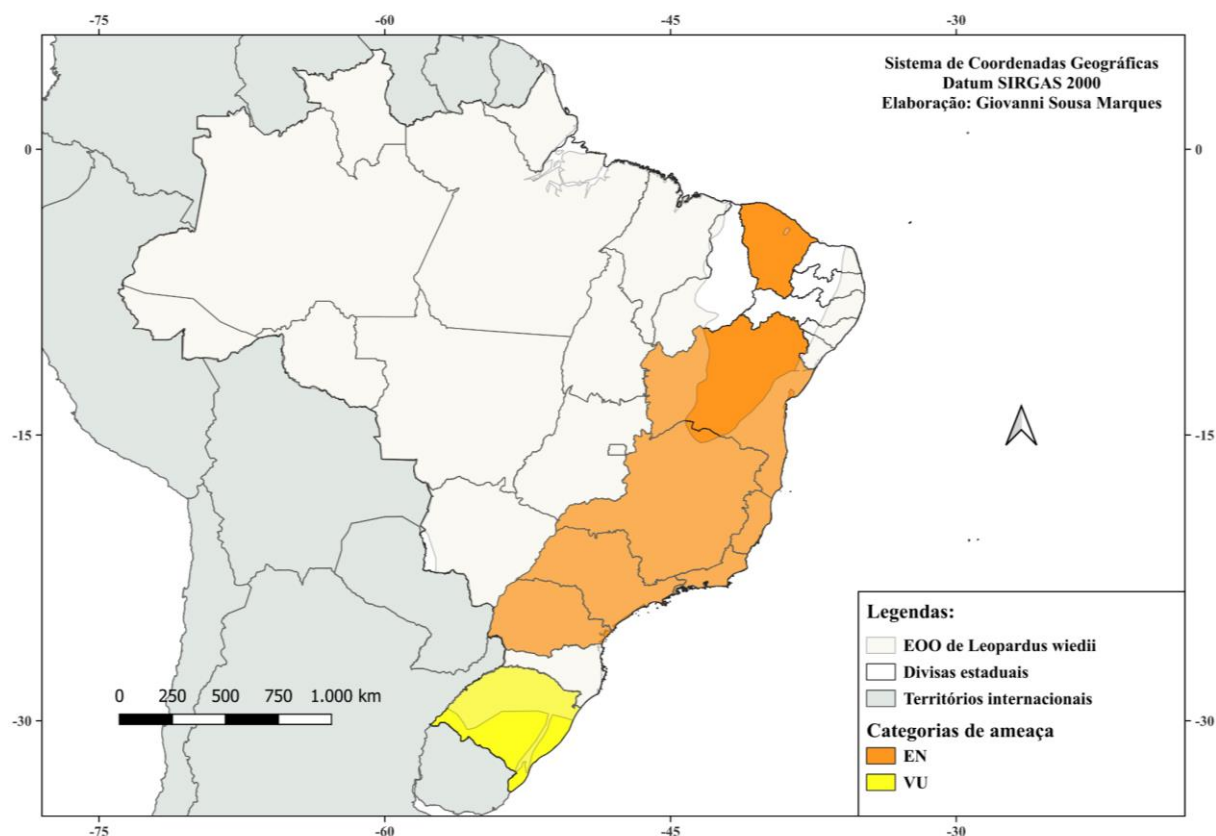 -75 -60 -45 -30
Sistema de Coordenadas Geográficas
Datum SIRGAS 2000
Elaboração: Giovanni Sousa Marques
0 0
-15 -15
Legendas:
EOO de Leopardus wiedii
Divisas estaduais
Territórios internacionais
Categorias de ameaça
EN
VU
0 250 500 750 1.000 km
-30 -30
-75 -60 -45 -30